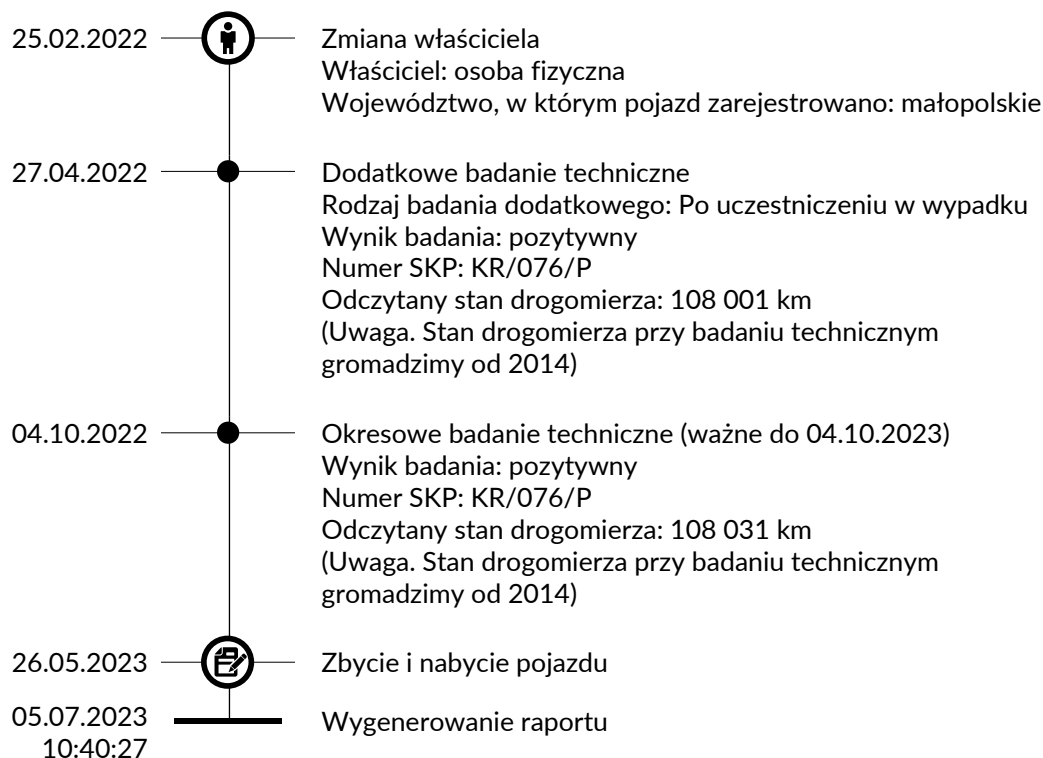 25.02.2022
Zmiana właściciela
Właściciel: osoba fizyczna
Województwo, w którym pojazd zarejestrowano: małopolskie
27.04.2022
Dodatkowe badanie techniczne
Rodzaj badania dodatkowego: Po uczestniczeniu w wypadku
Wynik badania: pozytywny
Numer SKP: KR/076/P
Odczytany stan drogomierza: 108 001 km
(Uwaga. Stan drogomierza przy badaniu technicznym
gromadzimy od 2014)
04.10.2022
Okresowe badanie techniczne (ważne do 04.10.2023)
Wynik badania: pozytywny
Numer SKP: KR/076/P
Odczytany stan drogomierza: 108 031 km
(Uwaga. Stan drogomierza przy badaniu technicznym
gromadzimy od 2014)
26.05.2023
Zbycie i nabycie pojazdu
05.07.2023
10:40:27
Wygenerowanie raportu